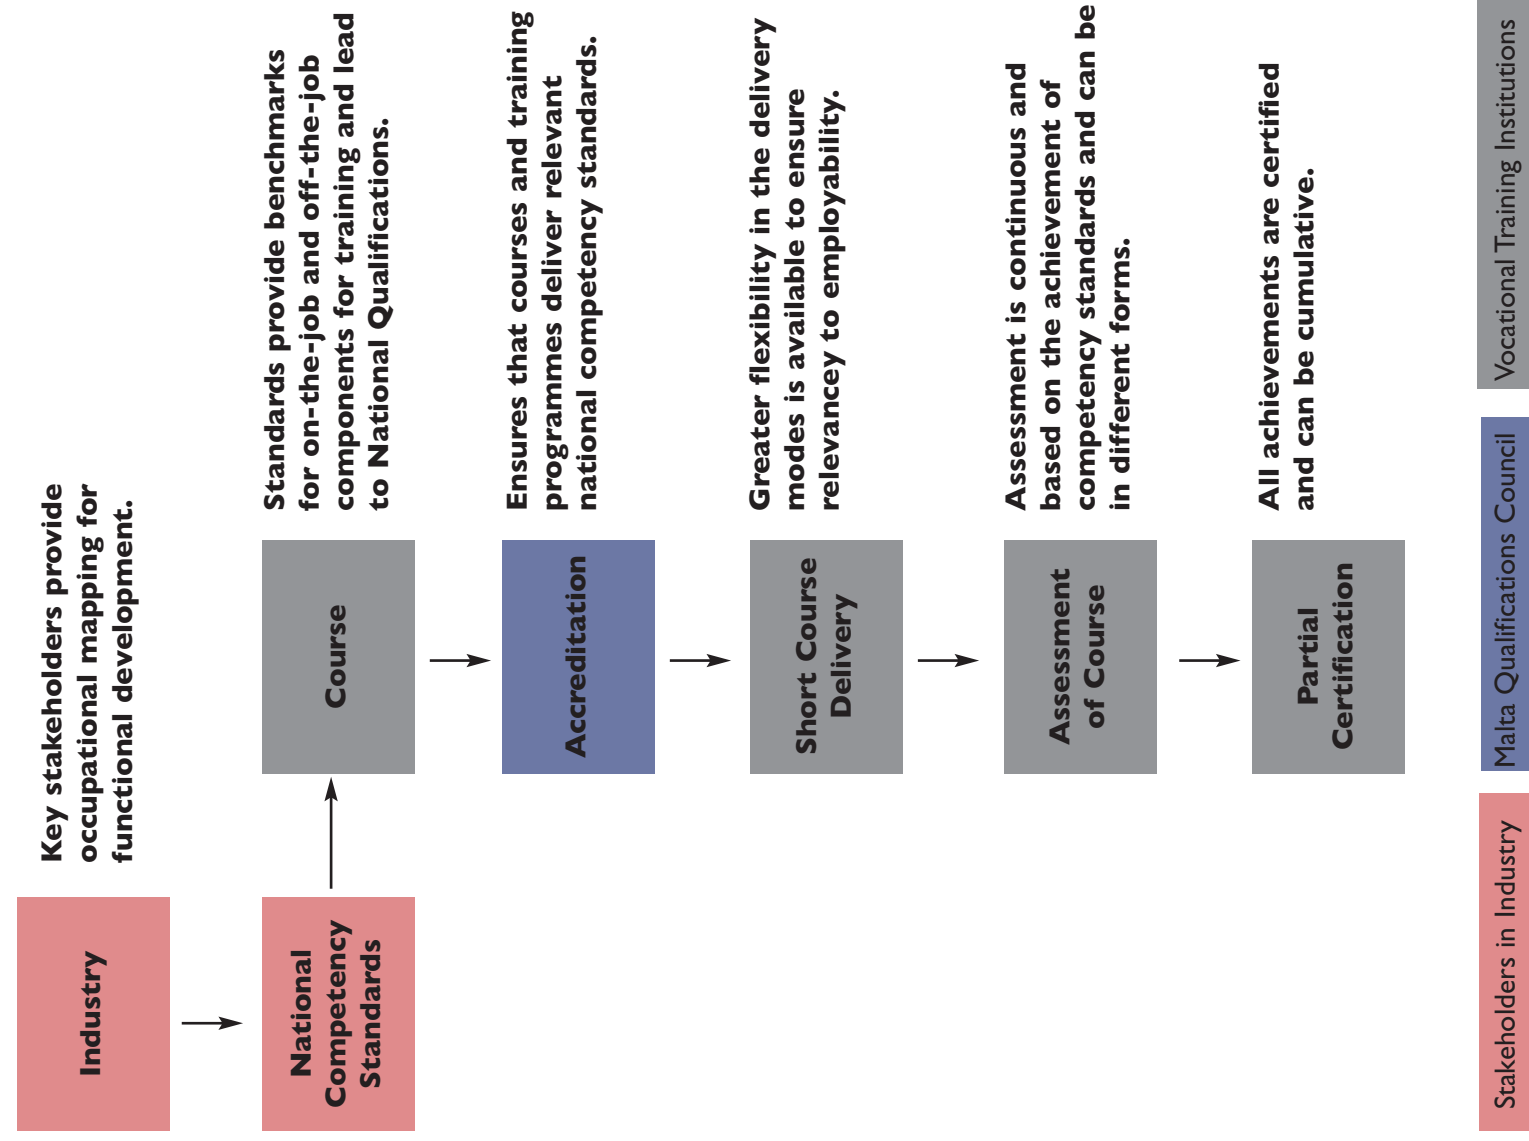 Industry
Key stakeholders provide
occupational mapping for
functional development.
National
Competency
Standards
Course
Standards provide benchmarks
for on-the-job and off-the-job
components for training and lead
to National Qualifications.
Accreditation
Ensures that courses and training
programmes deliver relevant
national competency standards.
Short Course
Delivery
Greater flexibility in the delivery
modes is available to ensure
relevancey to employability.
Assessment
of Course
Assessment is continuous and
based on the achievement of
competency standards and can be
in different forms.
Partial
Certification
All achievements are certified
and can be cumulative.
Stakeholders in Industry
Malta Qualifications Council
Vocational Training Institutions